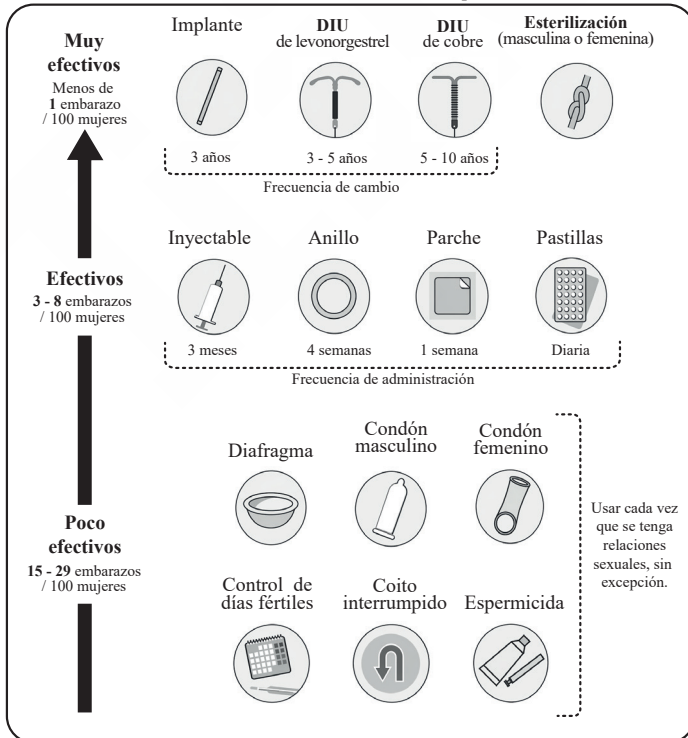 Muy
efectivos
Menos de
1 embarazo
/ 100 mujeres
Implante
DIU
de levonorgestrel
DIU
de cobre
Esterilización
(masculina o femenina)
3 años
3 - 5 años
5 - 10 años
Frecuencia de cambio
Efectivos
3 - 8 embarazos
/ 100 mujeres
Inyectable
Anillo
Parche
Pastillas
3 meses
4 semanas
1 semana
Diaria
Frecuencia de administración
Poco
efectivos
15 - 29 embarazos
/ 100 mujeres
Diafragma
Condón
masculino
Condón
femenino
Control de
días fértiles
Coito
interrumpido
Espermicida
Usar cada vez
que se tenga
relaciones
sexuales, sin
excepción.